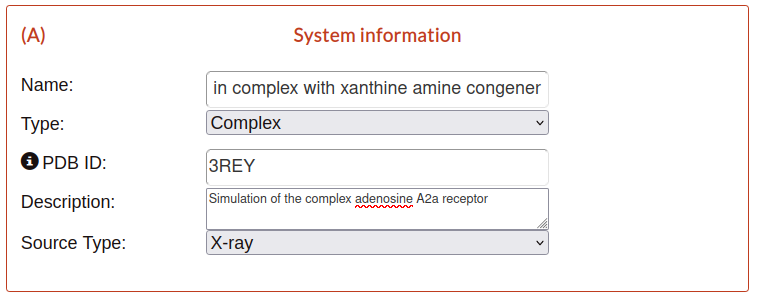 (A) System information
Name: in complex with xanthine amine congener
Type: Complex
i PDB ID: 3REY
Description: Simulation of the complex adenosine A2a receptor
Source Type: X-ray